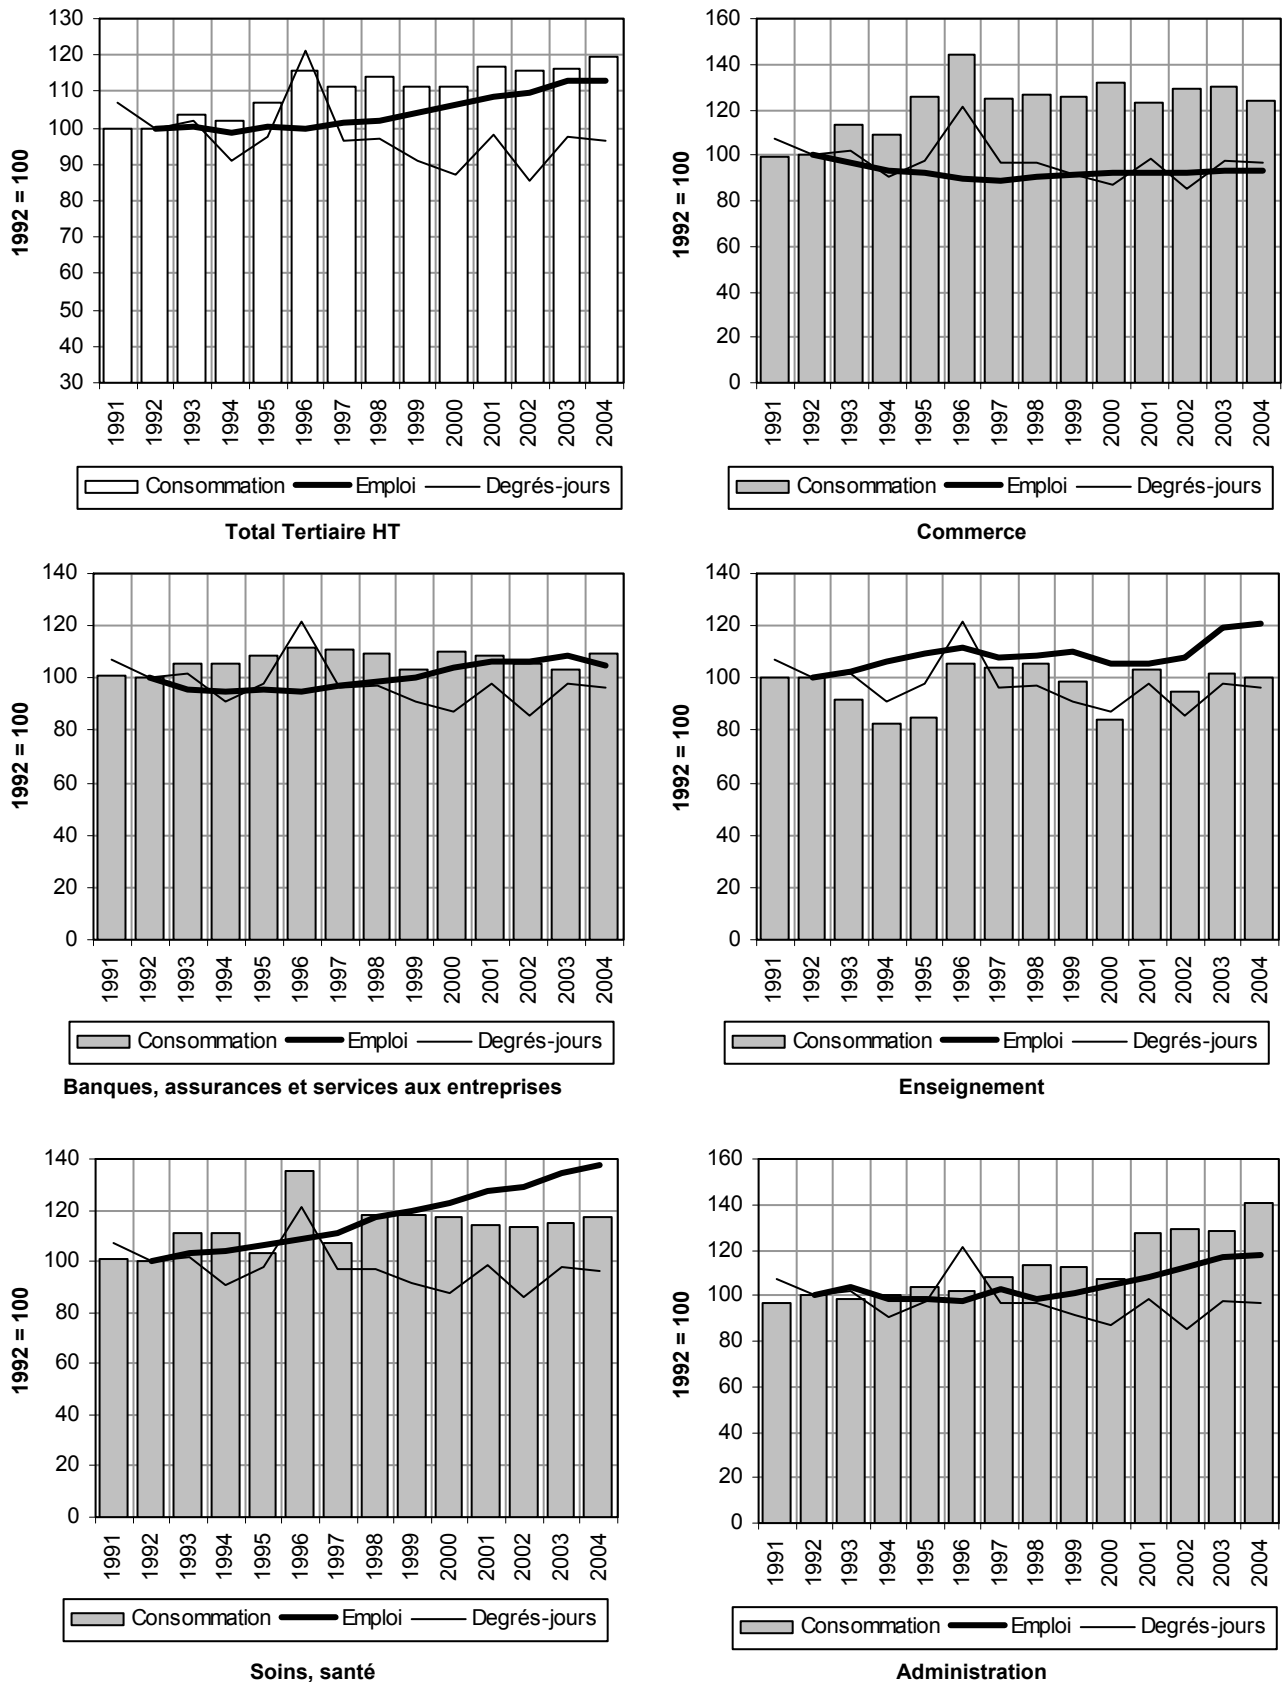 1992 = 100
130
120
110
100
90
80
70
60
50
40
30
1991 1992 1993 1994 1995 1996 1997 1998 1999 2000 2001 2002 2003 2004
Consommation Emploi Degrés-jours
Total Tertiaire HT
1992 = 100
160
140
120
100
80
60
40
20
0
1991 1992 1993 1994 1995 1996 1997 1998 1999 2000 2001 2002 2003 2004
Consommation Emploi Degrés-jours
Commerce
1992 = 100
140
120
100
80
60
40
20
0
1991 1992 1993 1994 1995 1996 1997 1998 1999 2000 2001 2002 2003 2004
Consommation Emploi Degrés-jours
Banques, assurances et services aux entreprises
1992 = 100
140
120
100
80
60
40
20
0
1991 1992 1993 1994 1995 1996 1997 1998 1999 2000 2001 2002 2003 2004
Consommation Emploi Degrés-jours
Enseignement
1992 = 100
140
120
100
80
60
40
20
0
1991 1992 1993 1994 1995 1996 1997 1998 1999 2000 2001 2002 2003 2004
Consommation Emploi Degrés-jours
Soins, santé
1992 = 100
160
140
120
100
80
60
40
20
0
1991 1992 1993 1994 1995 1996 1997 1998 1999 2000 2001 2002 2003 2004
Consommation Emploi Degrés-jours
Administration